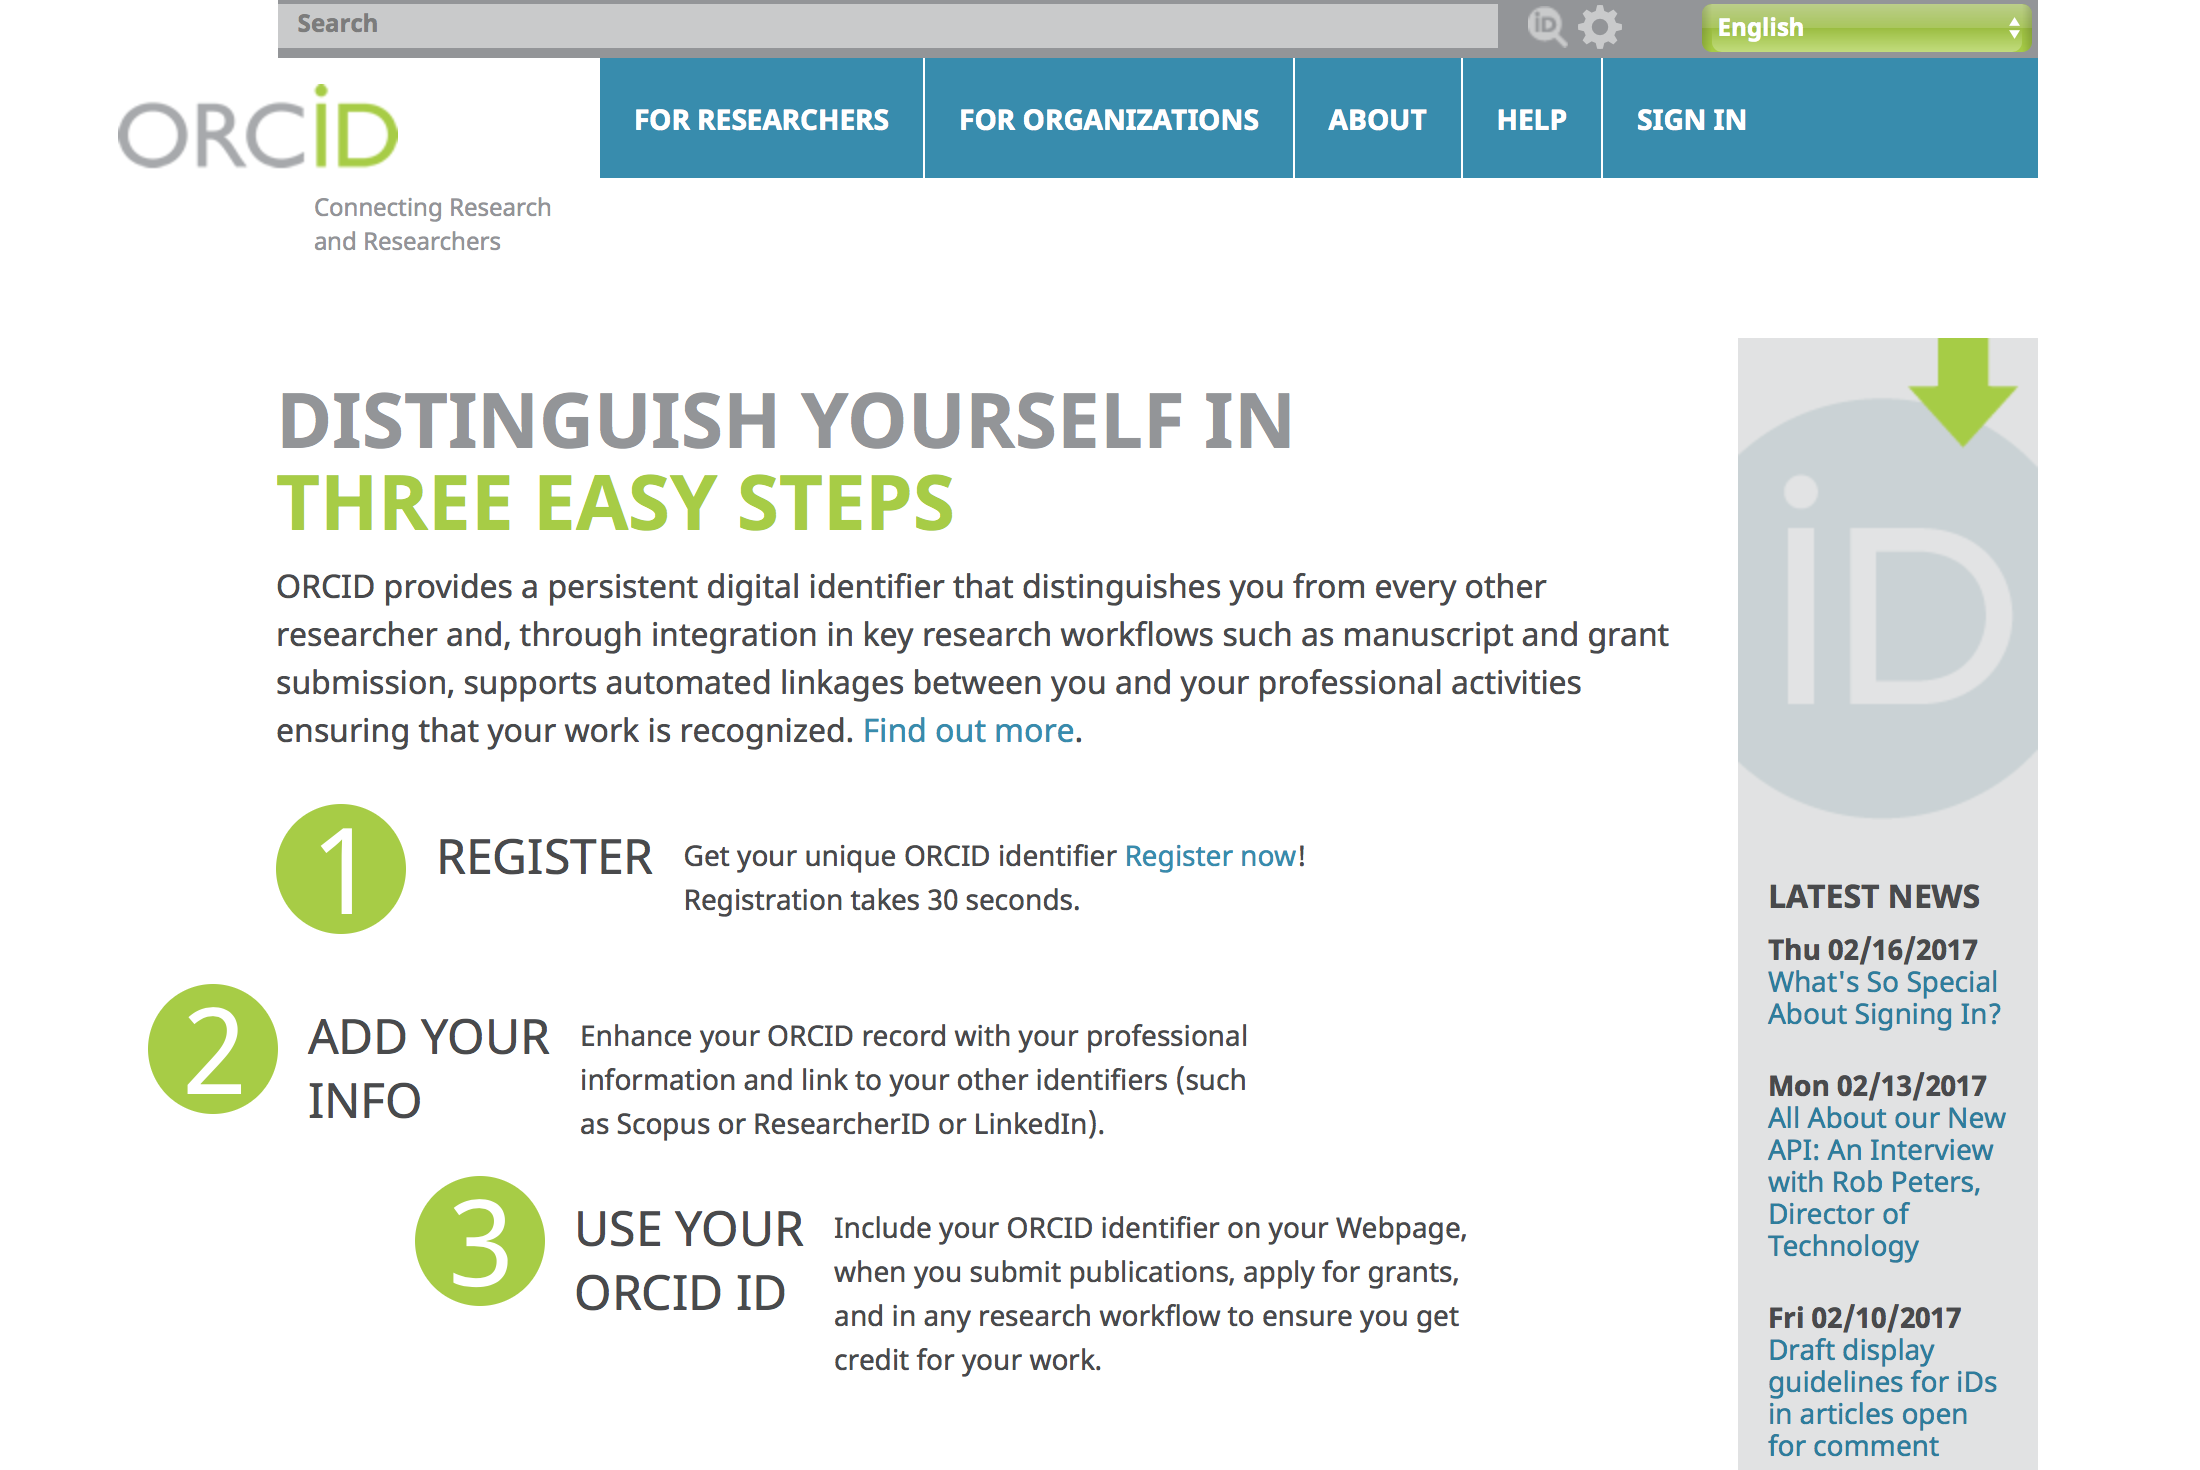 Search
iD
English
ORCiD
Connecting Research
and Researchers
FOR RESEARCHERS
FOR ORGANIZATIONS
ABOUT
HELP
SIGN IN
DISTINGUISH YOURSELF IN
THREE EASY STEPS
ORCID provides a persistent digital identifier that distinguishes you from every other
researcher and, through integration in key research workflows such as manuscript and grant
submission, supports automated linkages between you and your professional activities
ensuring that your work is recognized. Find out more.
1
REGISTER
Get your unique ORCID identifier Register now!
Registration takes 30 seconds.
2
ADD YOUR
INFO
Enhance your ORCID record with your professional
information and link to your other identifiers (such
as Scopus or ResearcherID or LinkedIn).
3
USE YOUR
ORCID ID
Include your ORCID identifier on your Webpage,
when you submit publications, apply for grants,
and in any research workflow to ensure you get
credit for your work.
iD
LATEST NEWS
Thu 02/16/2017
What's So Special
About Signing In?
Mon 02/13/2017
All About our New
API: An Interview
with Rob Peters,
Director of
Technology
Fri 02/10/2017
Draft display
guidelines for iDs
in articles open
for comment